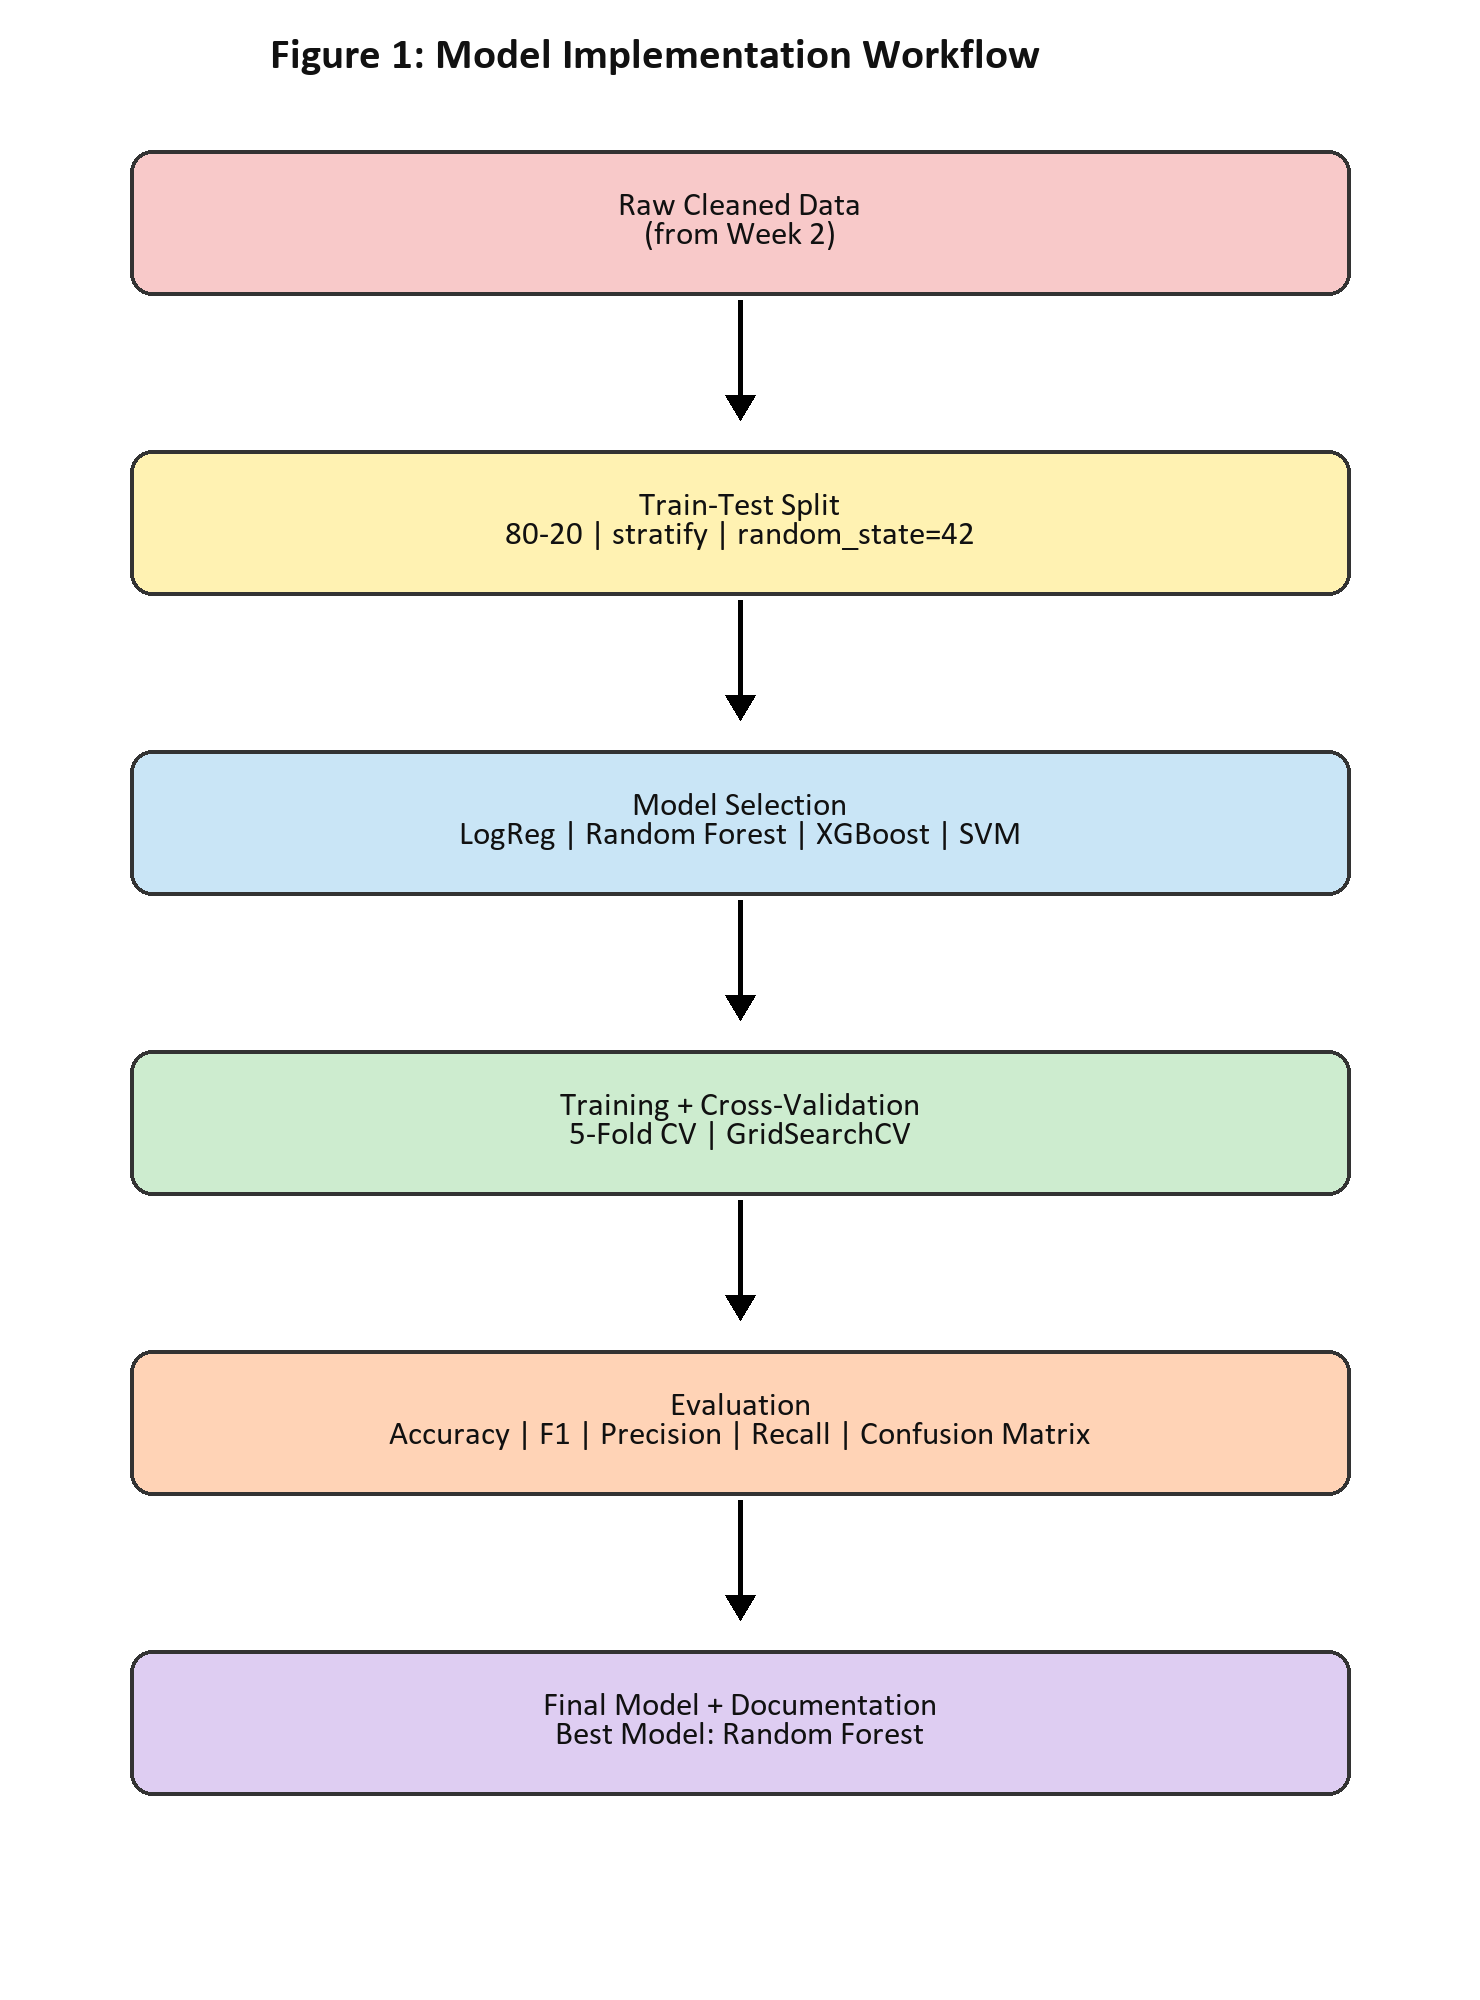 Figure 1: Model Implementation Workflow
Raw Cleaned Data
(from Week 2)
Train-Test Split
80-20 | stratify | random_state=42
Model Selection
LogReg | Random Forest | XGBoost | SVM
Training + Cross-Validation
5-Fold CV | GridSearchCV
Evaluation
Accuracy | F1 | Precision | Recall | Confusion Matrix
Final Model + Documentation
Best Model: Random Forest